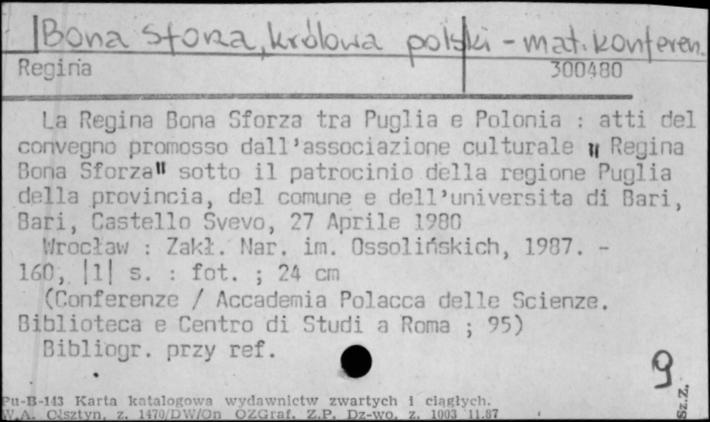 Bona Sforza, królowa polski - mat. konferen.
Regina 300480
La Regina Bona Sforza tra Puglia e Polonia : atti del
convegno promosso dall'associazione culturale „ Regina
Bona Sforza" sotto il patrocinio della regione Puglia
della provincia, del comune e dell'universita di Bari,
Bari, Castello Svevo, 27 Aprile 1980
Wrocław : Zakł. Nar. im. Ossolińskich, 1987. -
160, |1| s. : fot. ; 24 cm
(Conferenze / Accademia Polacca delle Scienze.
Biblioteca e Centro di Studi a Roma ; 95)
Bibliogr. przy ref.
9
Pu-B-143 Karta katalogowa wydawnictw zwartych i ciągłych.
W.A. Olsztyn, z. 1470/DW/On OZGraf. Z.P. Dz-wo, z. 1003 11.87
Sz.Z.